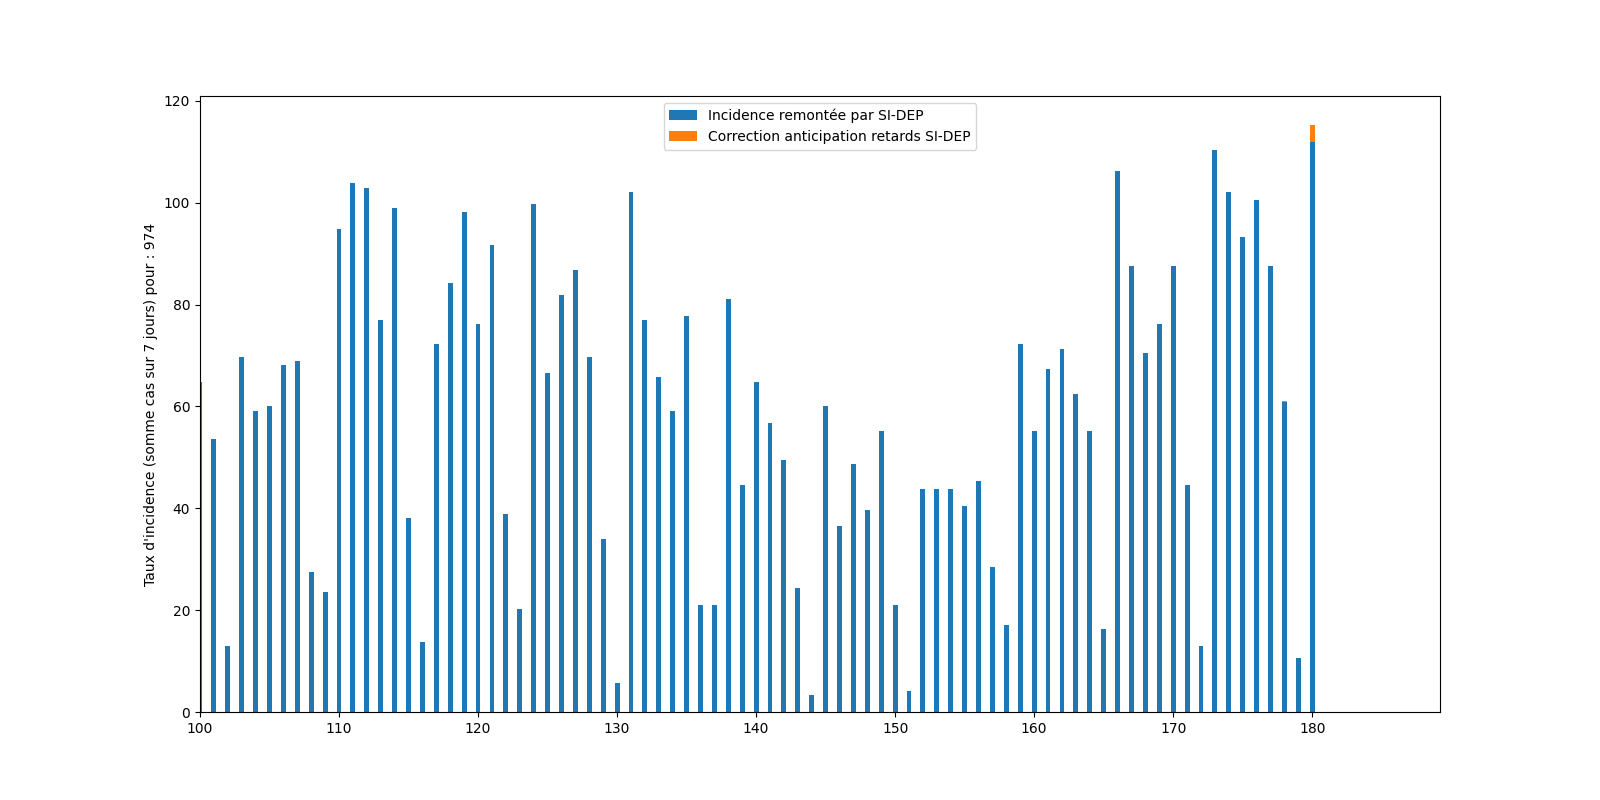 Incidence remontée par SI-DEP
Correction anticipation retards SI-DEP
Taux d'incidence (somme cas sur 7 jours) pour : 974
120
100
80
60
40
20
0
100 110 120 130 140 150 160 170 180